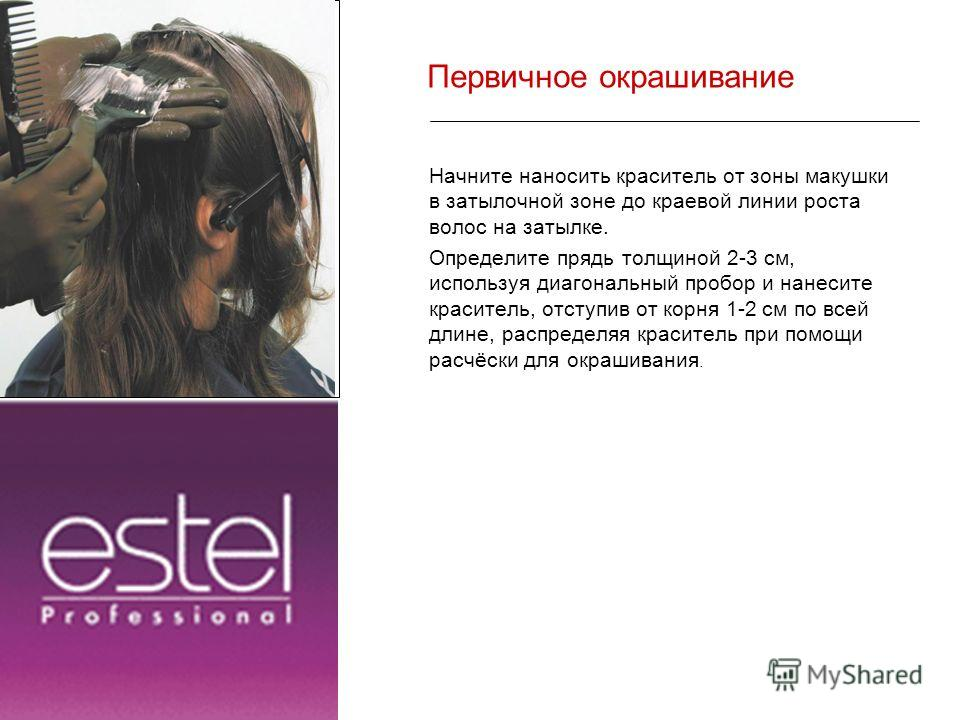 Первичное окрашивание
Начните наносить краситель от зоны макушки
в затылочной зоне до краевой линии роста
волос на затылке.
Определите прядь толщиной 2-3 см,
используя диагональный пробор и нанесите
краситель, отступив от корня 1-2 см по всей
длине, распределяя краситель при помощи
расчёски для окрашивания.
estel
Professional
MyShared